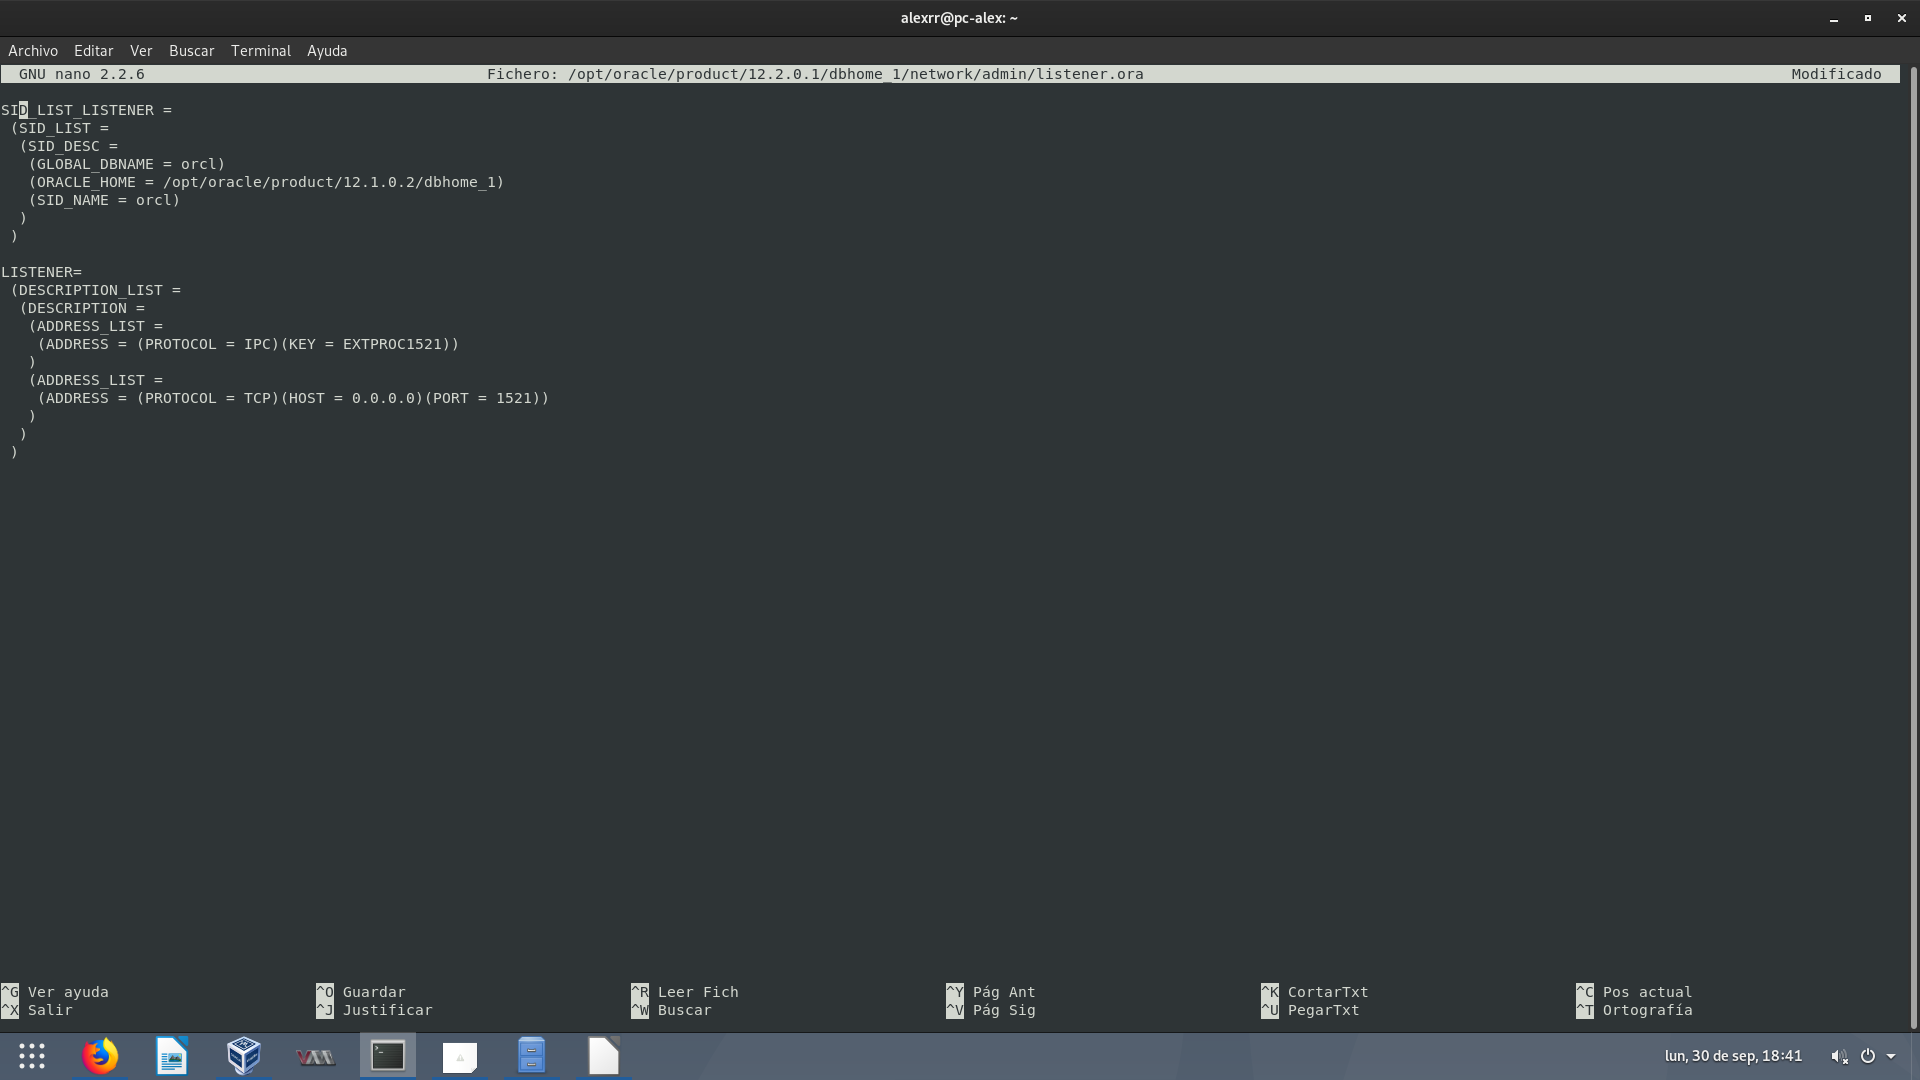 alexrr@pc-alex: ~
Archivo Editar Ver Buscar Terminal Ayuda
GNU nano 2.2.6 Fichero: /opt/oracle/product/12.2.0.1/dbhome_1/network/admin/listener.ora Modificado
SID_LIST_LISTENER =
(SID_LIST =
(SID_DESC =
(GLOBAL_DBNAME = orcl)
(ORACLE_HOME = /opt/oracle/product/12.1.0.2/dbhome_1)
(SID_NAME = orcl)
)
)
LISTENER=
(DESCRIPTION_LIST =
(DESCRIPTION =
(ADDRESS_LIST =
(ADDRESS = (PROTOCOL = IPC)(KEY = EXTPROC1521))
)
(ADDRESS_LIST =
(ADDRESS = (PROTOCOL = TCP)(HOST = 0.0.0.0)(PORT = 1521))
)
)
)
^G Ver ayuda ^O Guardar ^R Leer Fich ^Y Pág Ant ^K CortarTxt ^C Pos actual
^X Salir ^J Justificar ^W Buscar ^V Pág Sig ^U PegarTxt ^T Ortografía
lun, 30 de sep, 18:41